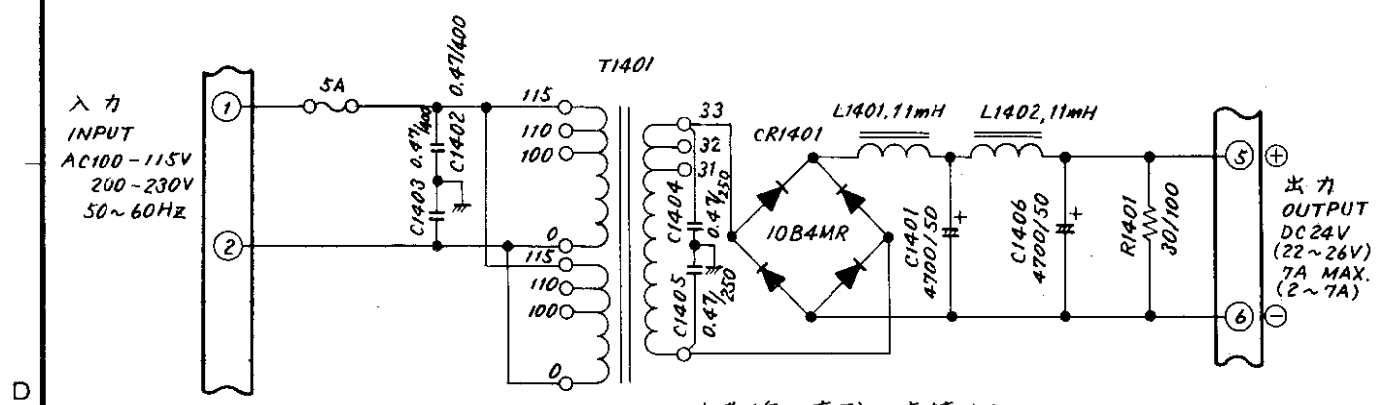 入力
INPUT
AC100-115V
200-230V
50~60Hz
1
2
5A
C1402 0.47/400
C1403 0.47/400
T1401
115
110
100
0
115
110
100
0
33
32
31
C1404
0.47/250
C1405
0.47/250
CR1401
10B4MR
L1401, 11mH
L1402, 11mH
C1401
4700/50
+
C1406
4700/50
+
R1401
30/100
5
+
6
-
出力
OUTPUT
DC24V
(22~26V)
7A MAX.
(2~7A)
D